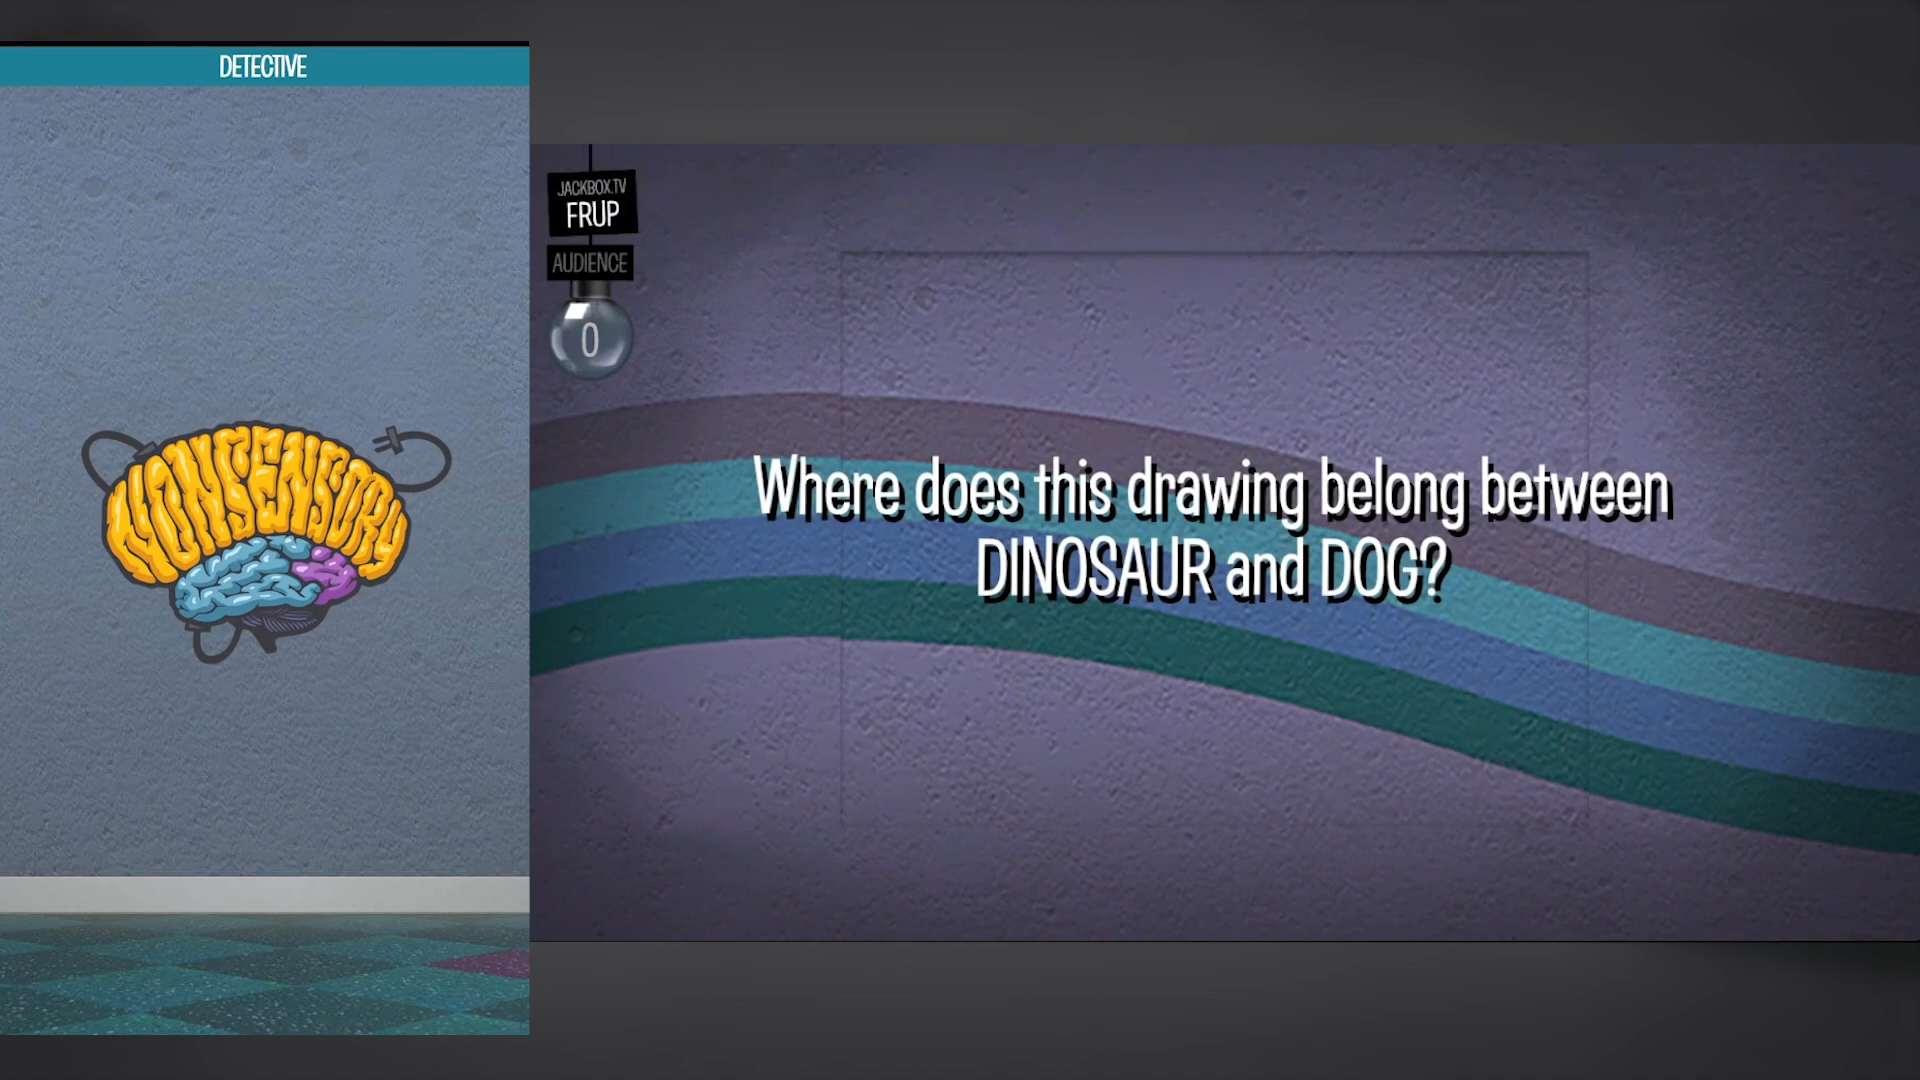 DETECTIVE
NONSENSORY
JACKBOX.TV
FRUP
AUDIENCE
0
Where does this drawing belong between
DINOSAUR and DOG?